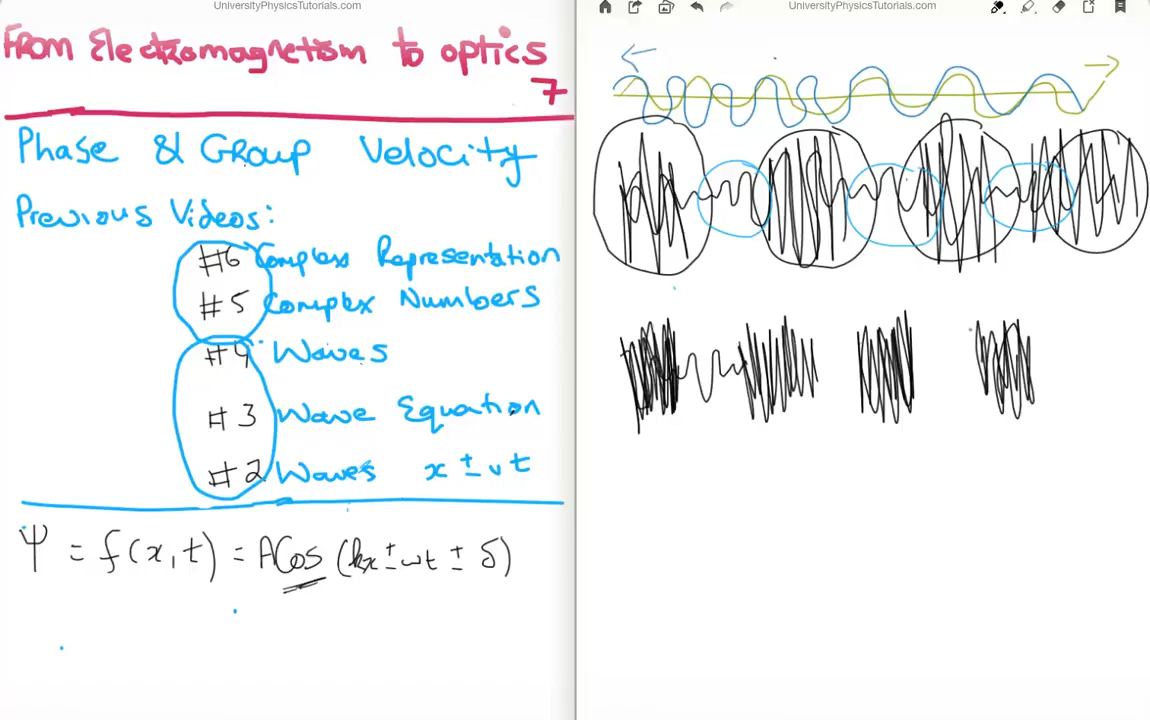 UniversityPhysicsTutorials.com
From Electromagnetism to optics
7
Phase & Group Velocity
Previous Videos:
#6 Complex Representation
#5 Complex Numbers
#4 Waves
#3 Wave Equation
#2 Waves x ± vt
Ψ = f(x,t) = ACos (kx ± ωt ± δ)
UniversityPhysicsTutorials.com